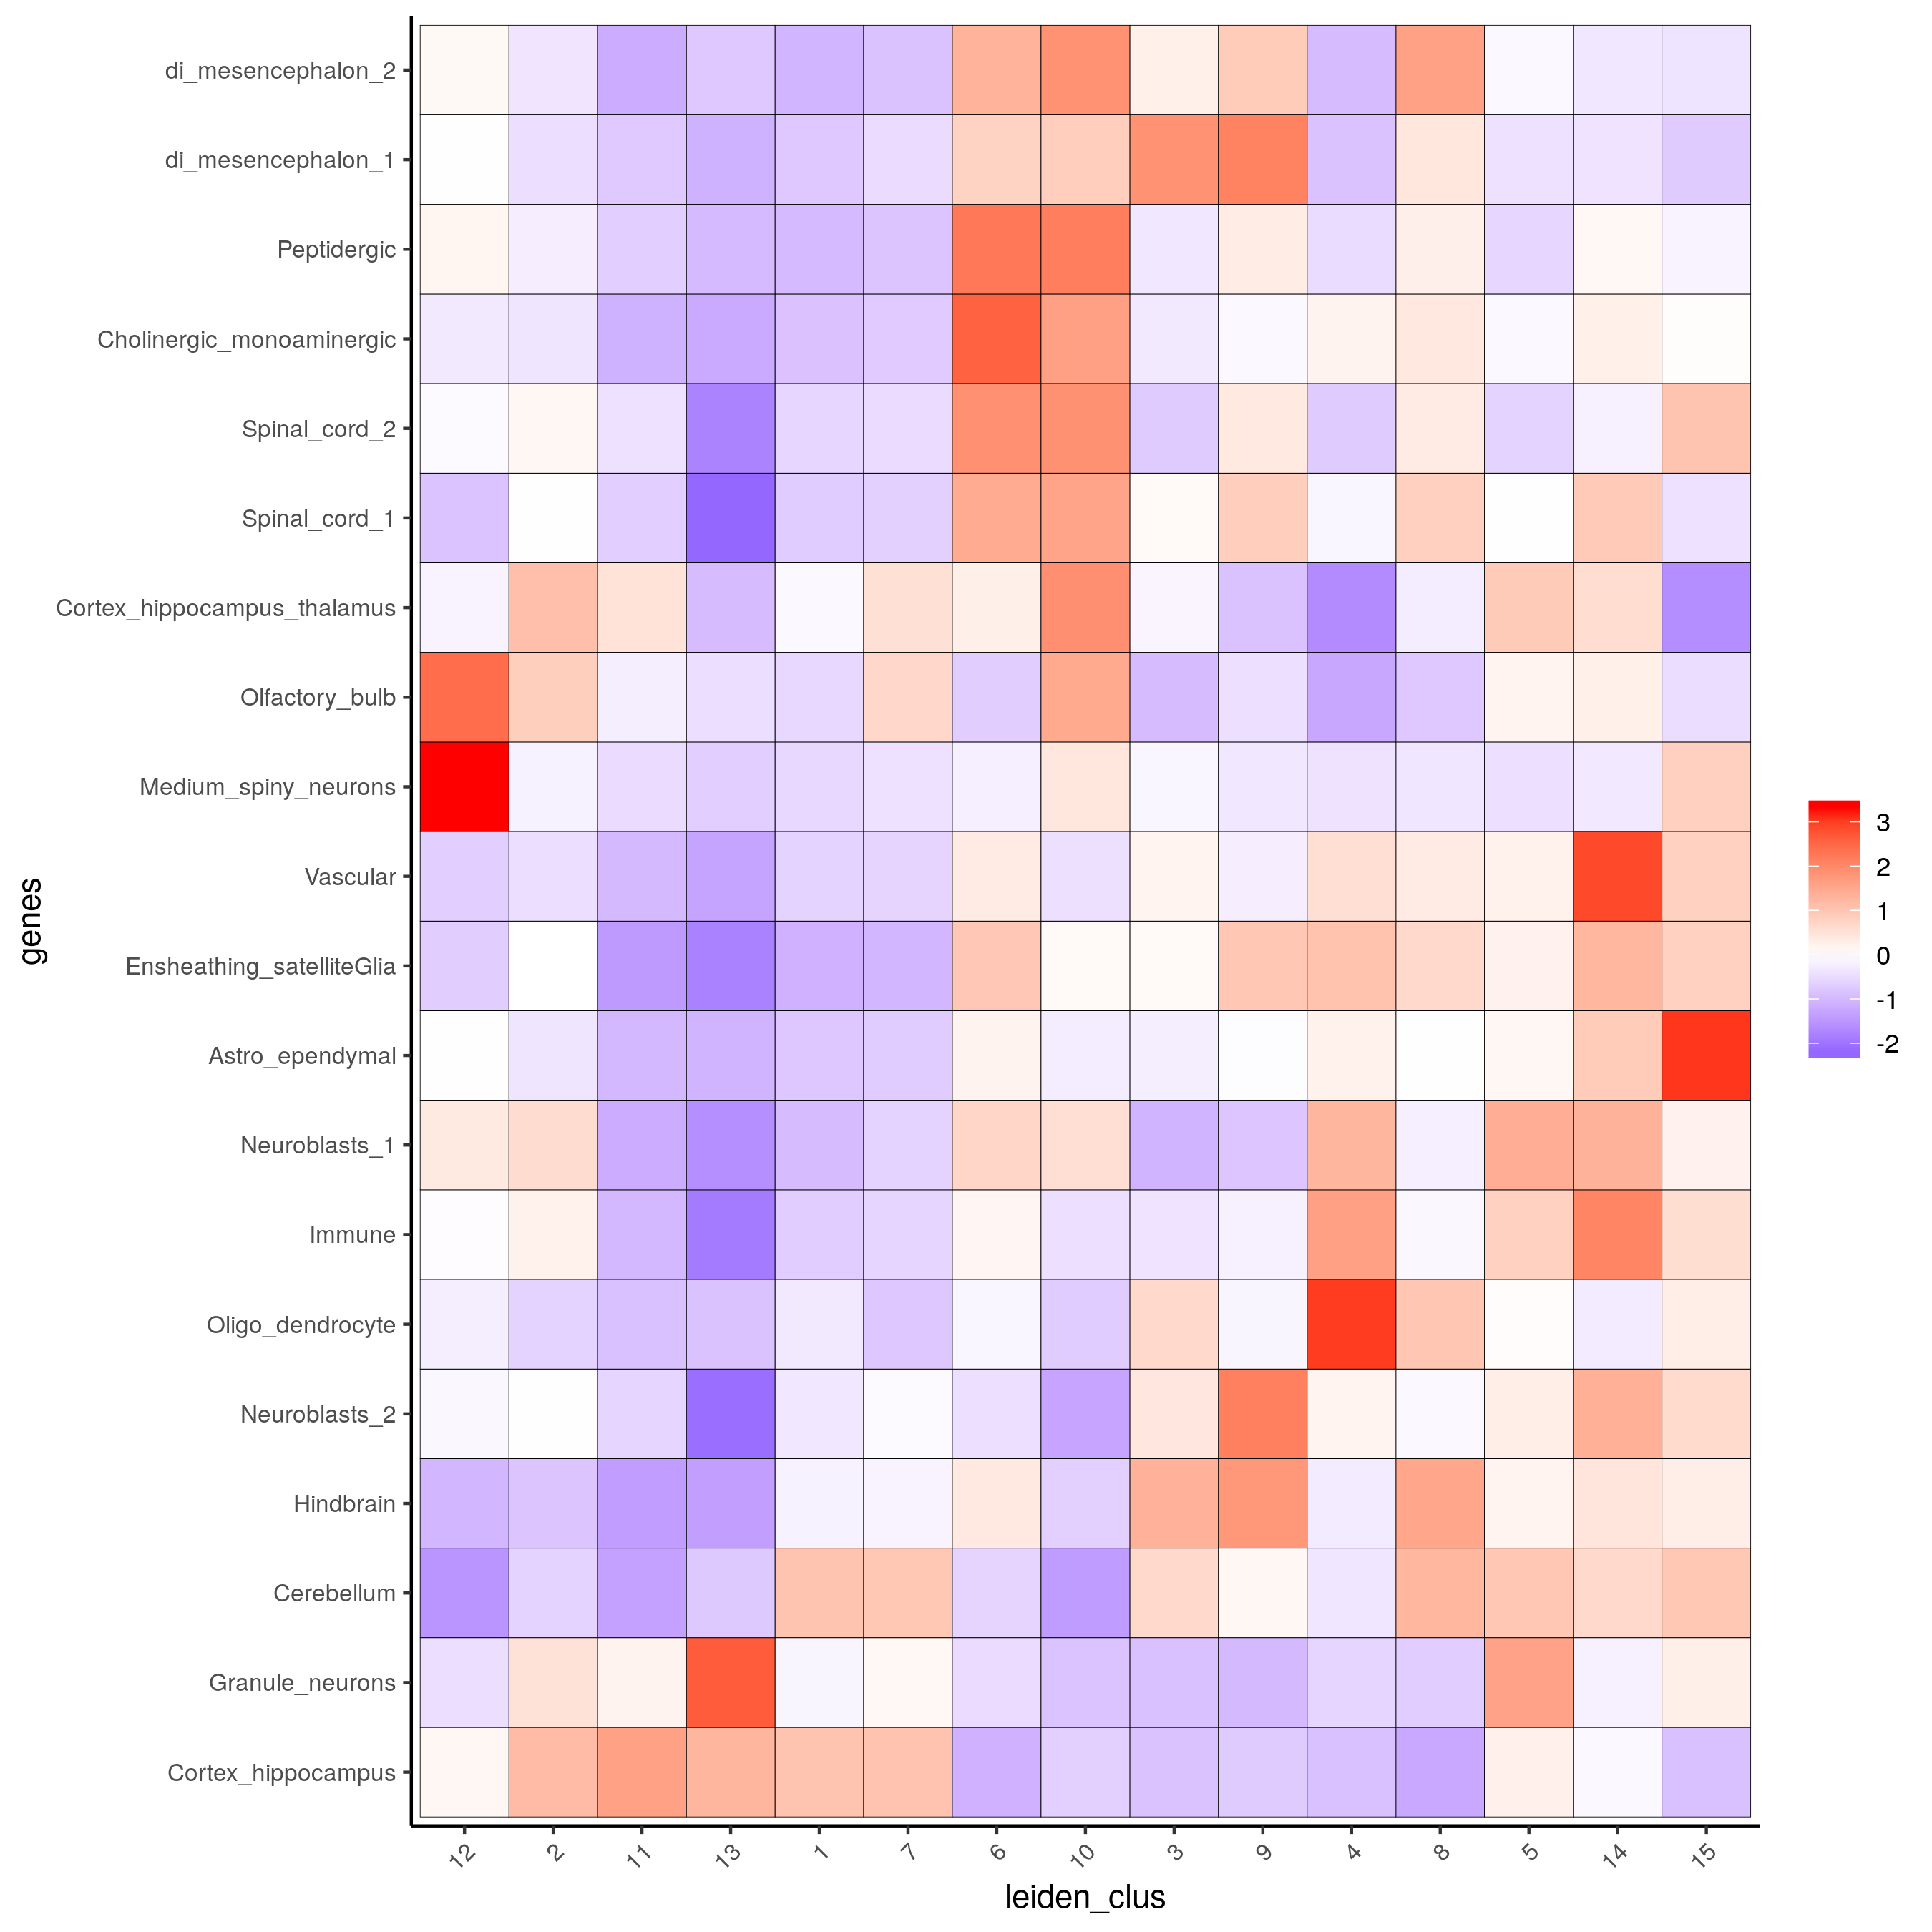 di_mesencephalon_2
di_mesencephalon_1
Peptidergic
Cholinergic_monoaminergic
Spinal_cord_2
Spinal_cord_1
Cortex_hippocampus_thalamus
Olfactory_bulb
Medium_spiny_neurons
Vascular
Ensheathing_satelliteGlia
Astro_ependymal
Neuroblasts_1
Immune
Oligo_dendrocyte
Neuroblasts_2
Hindbrain
Cerebellum
Granule_neurons
Cortex_hippocampus
genes
12 2 11 13 1 7 6 10 3 9 4 8 5 14 15
leiden_clus
3
2
1
0
-1
-2